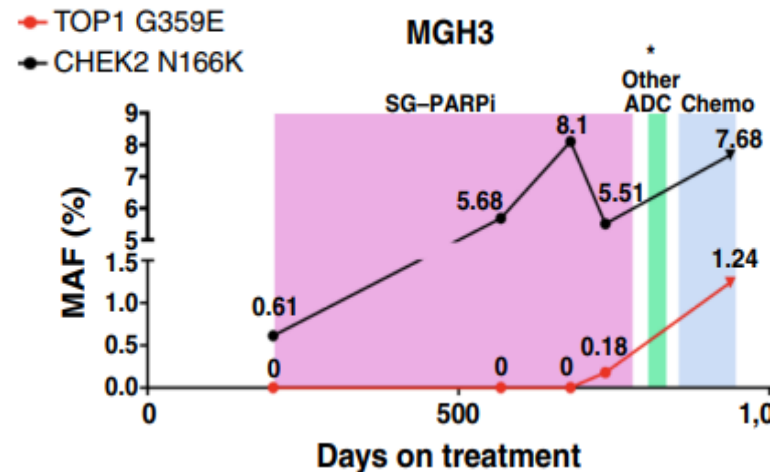 TOP1 G359E
CHEK2 N166K
MGH3
*
Other
ADC
SG–PARPi
Chemo
MAF (%)
9
8
7
6
5
1.5
1.0
0.5
0.0
0.61
5.68
8.1
5.51
7.68
0
0
0
0.18
1.24
0
500
1,0
Days on treatment